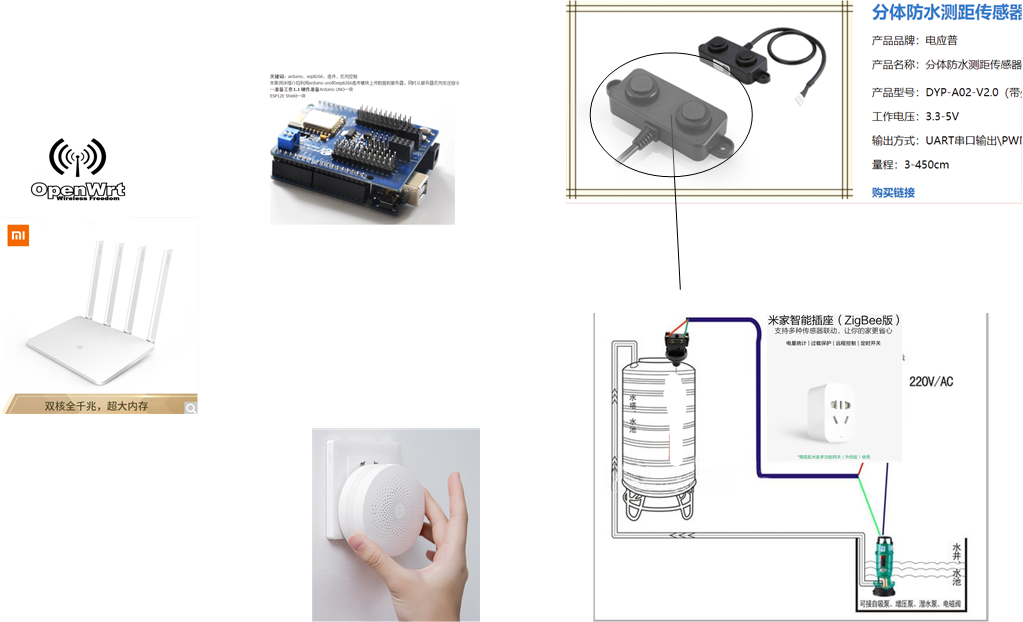 关键词：arduino、esp8266、透传、反向控制
一准备工作1.1 硬件准备Arduino UNO一块
ESP12E Shield一块
OpenWrt
Wireless Freedom
mi
双核全千兆，超大内存
分体防水测距传感器
产品品牌：电应普
产品名称：分体防水测距传感器
产品型号：DYP-A02-V2.0（带
工作电压：3.3-5V
输出方式：UART串口输出\PW
量程：3-450cm
购买链接
米家智能插座（ZigBee版）
支持多种传感器联动，让你的家更省心
电量统计 | 过载保护 | 远程控制 | 定时开关
220V/AC
水塔、水池
水井、水池
可接自吸泵、增压泵、潜水泵、电磁阀